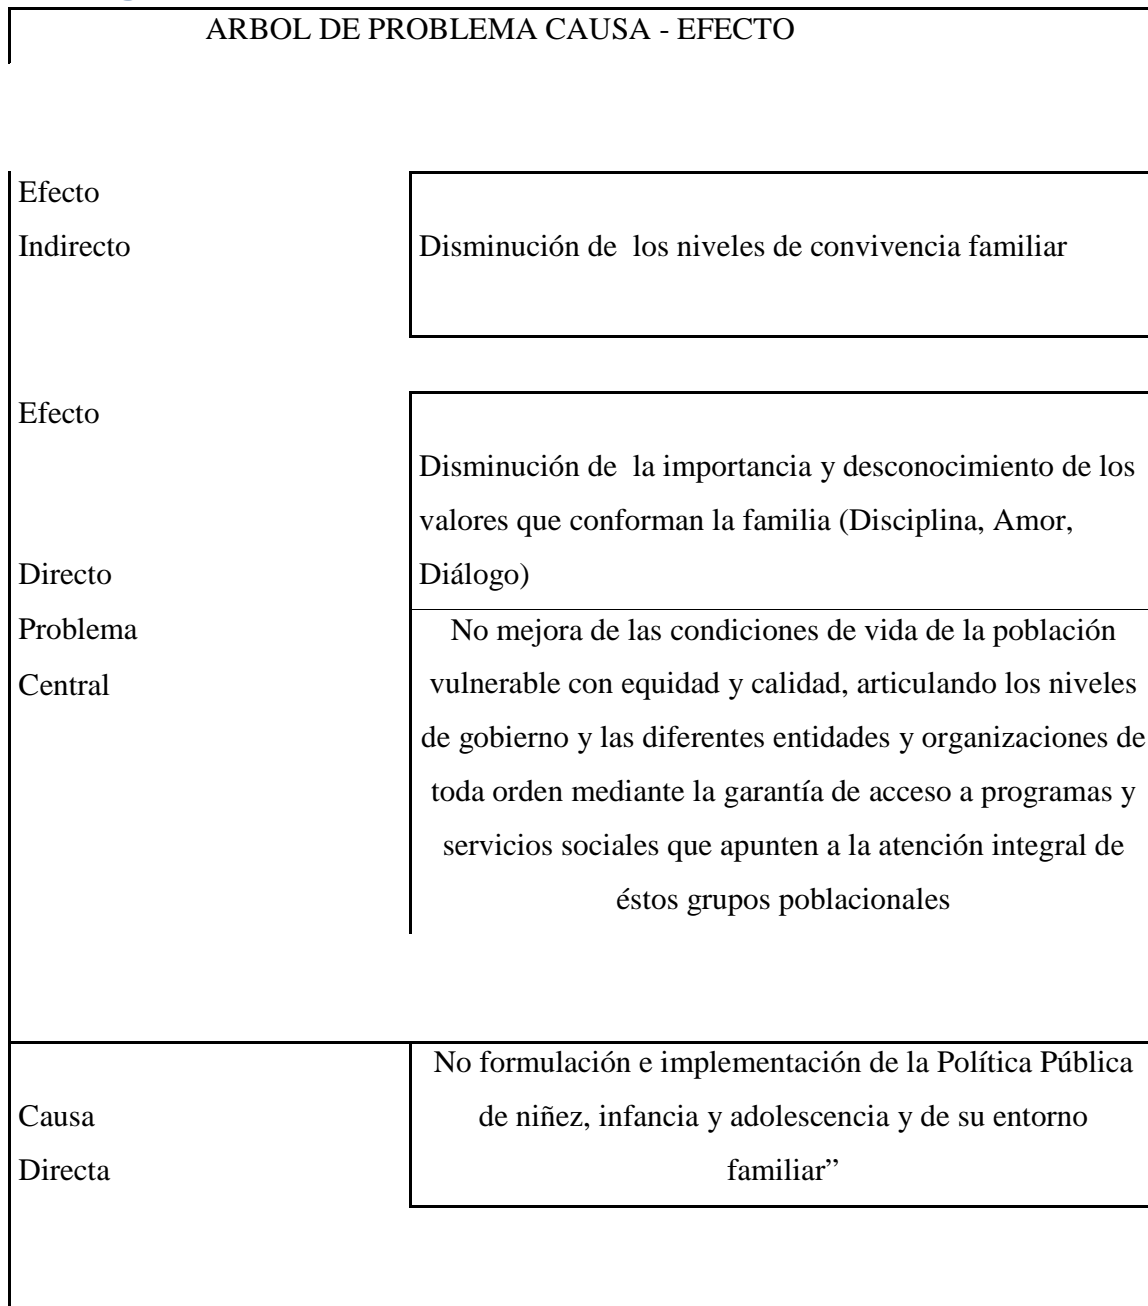 ARBOL DE PROBLEMA CAUSA - EFECTO
Efecto
Indirecto
Disminución de los niveles de convivencia familiar
Efecto
Directo
Disminución de la importancia y desconocimiento de los
valores que conforman la familia (Disciplina, Amor,
Diálogo)
Problema
Central
No mejora de las condiciones de vida de la población
vulnerable con equidad y calidad, articulando los niveles
de gobierno y las diferentes entidades y organizaciones de
toda orden mediante la garantía de acceso a programas y
servicios sociales que apunten a la atención integral de
éstos grupos poblacionales
Causa
Directa
No formulación e implementación de la Política Pública
de niñez, infancia y adolescencia y de su entorno
familiar”